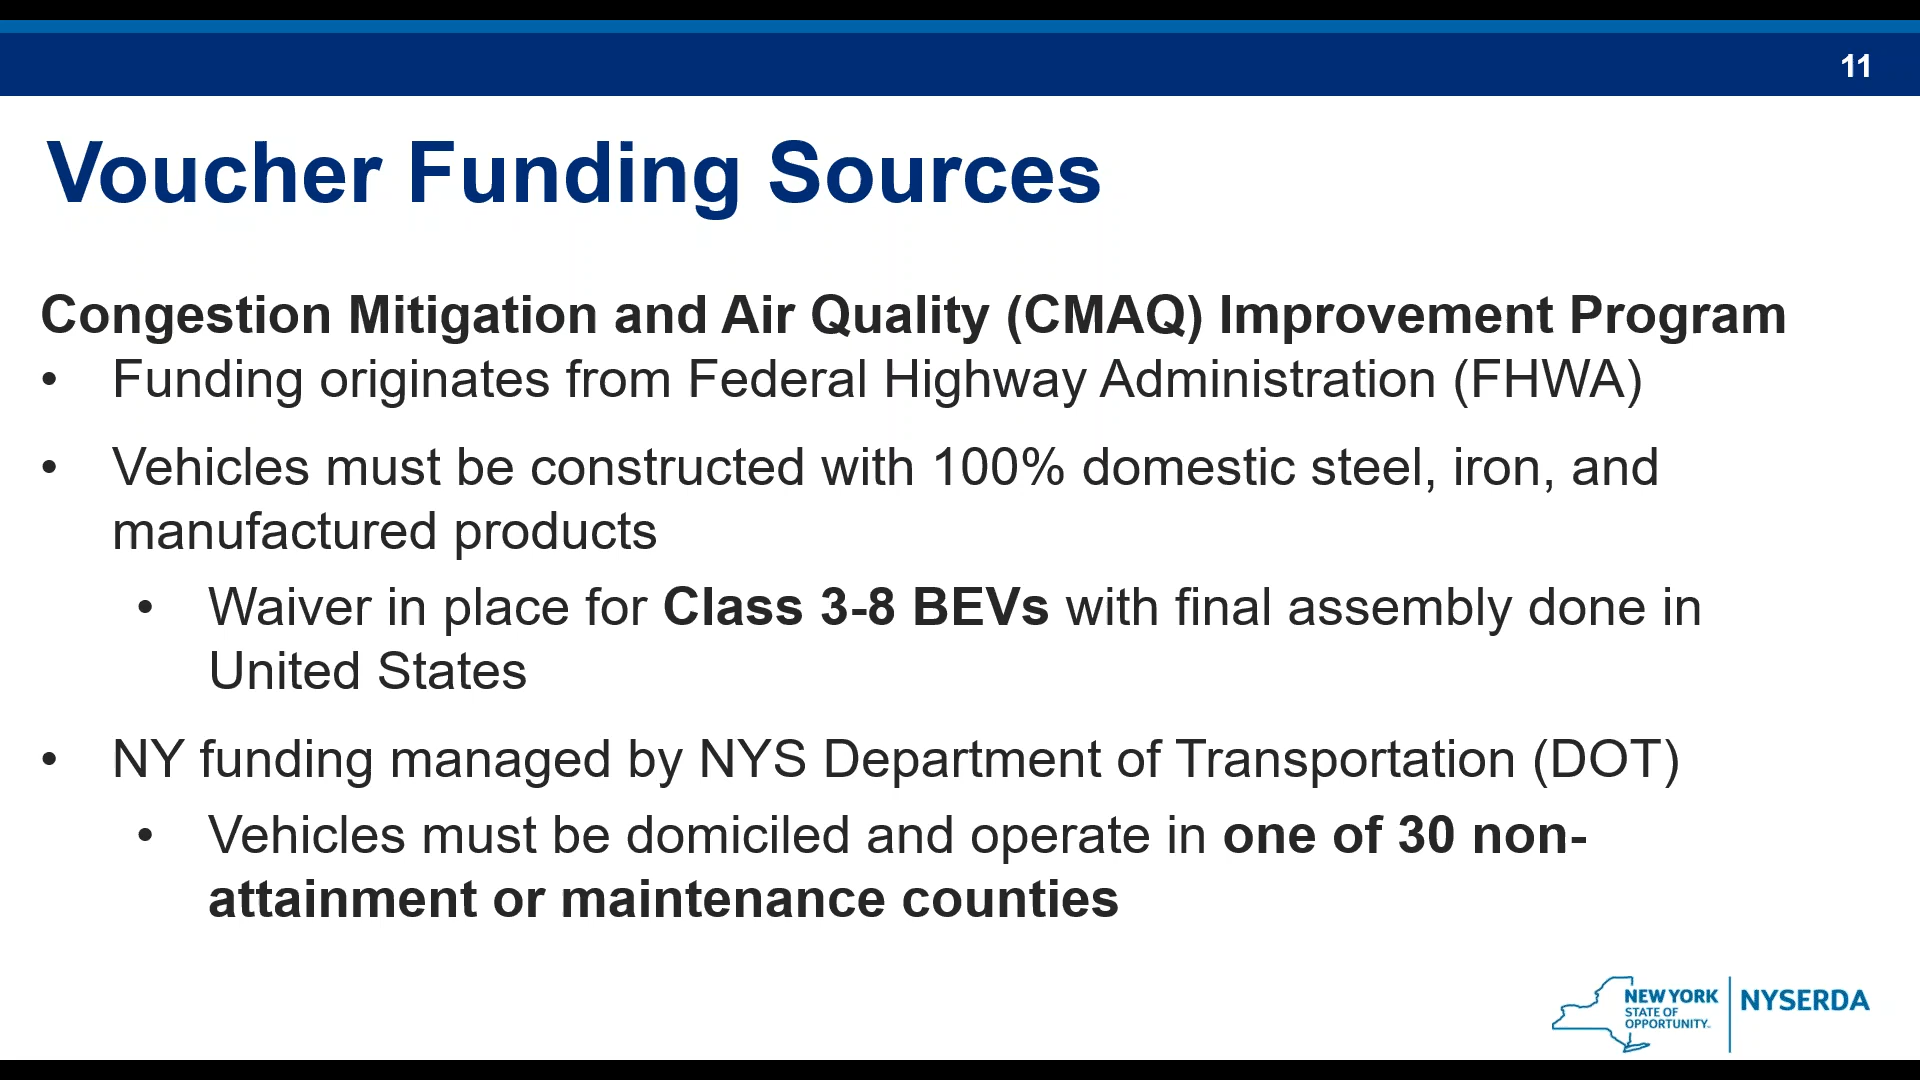 11
Voucher Funding Sources
Congestion Mitigation and Air Quality (CMAQ) Improvement Program
• Funding originates from Federal Highway Administration (FHWA)
• Vehicles must be constructed with 100% domestic steel, iron, and
manufactured products
• Waiver in place for Class 3-8 BEVs with final assembly done in
United States
• NY funding managed by NYS Department of Transportation (DOT)
• Vehicles must be domiciled and operate in one of 30 non-
attainment or maintenance counties
NEW YORK
STATE OF
OPPORTUNITY.
NYSERDA